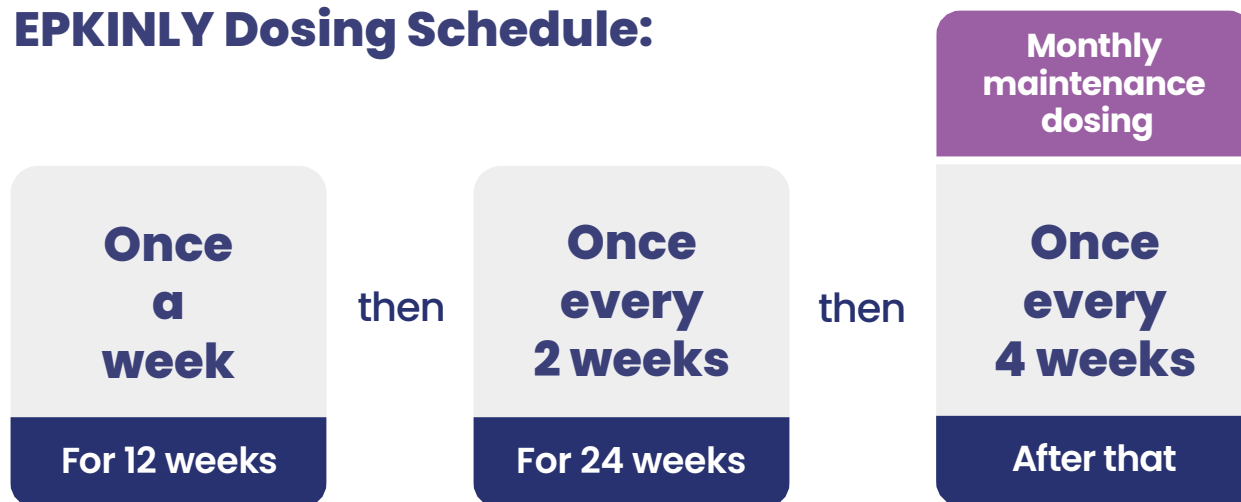 EPKINLY Dosing Schedule:
Once
a
week
For 12 weeks
then
Once
every
2 weeks
For 24 weeks
then
Monthly
maintenance
dosing
Once
every
4 weeks
After that